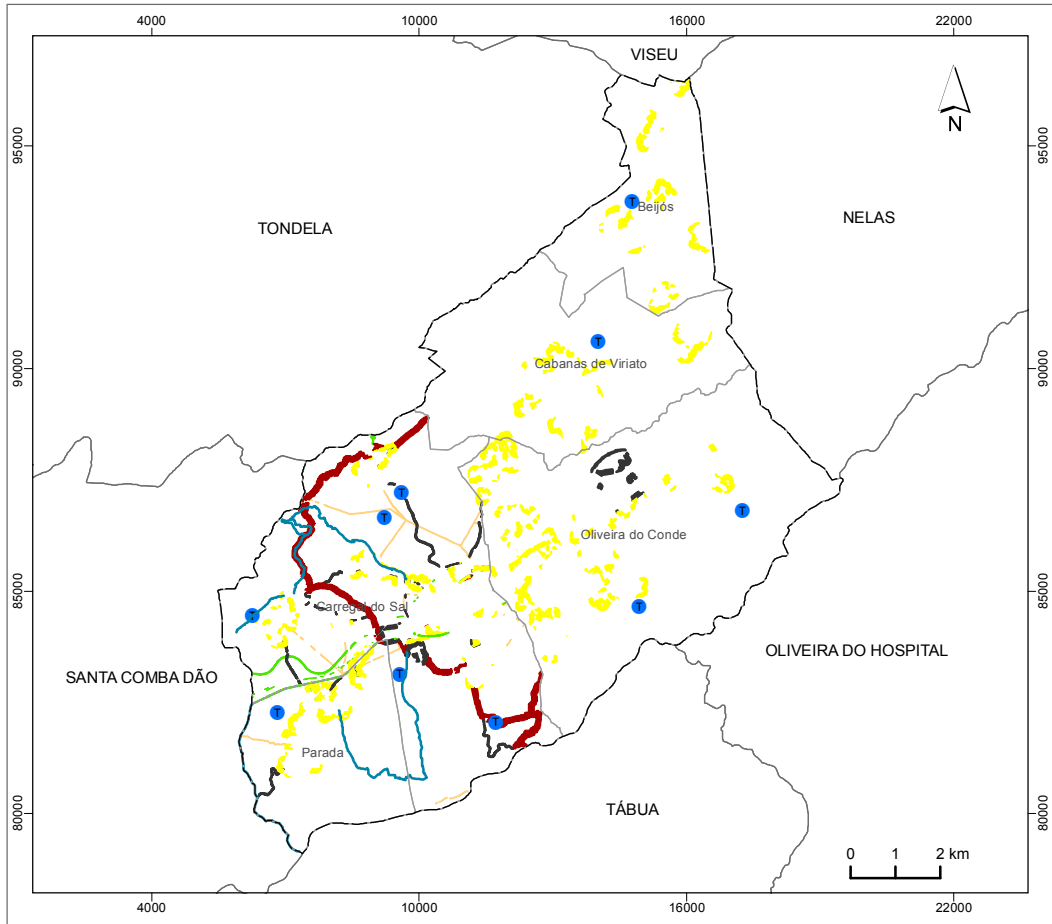 4000 10000 16000 22000
VISEU
N
95000 95000
T
Beijós
NELAS
TONDELA
T
Cabanas de Viriato
90000 90000
T
T
T
Oliveira do Conde
85000 85000
T
T
Carregal do Sal
OLIVEIRA DO HOSPITAL
SANTA COMBA DÃO
T
T
T
Parada
80000 80000
TÁBUA
0 1 2 km
4000 10000 16000 22000